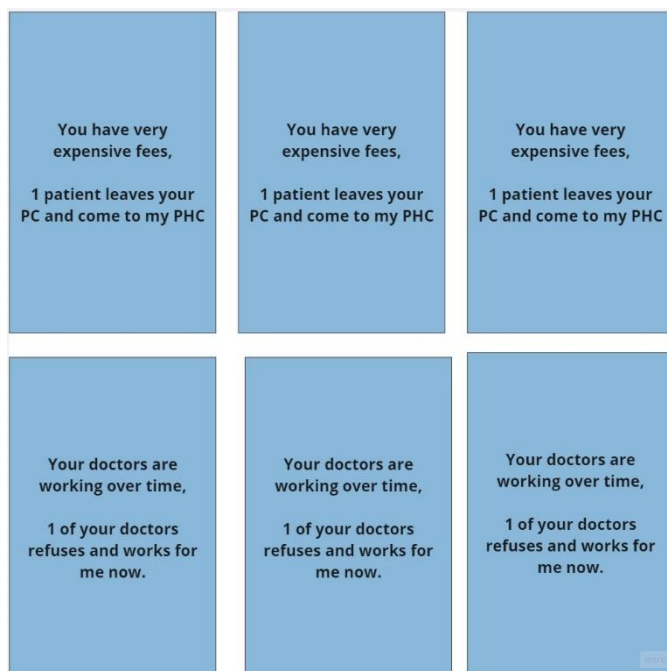 You have very
expensive fees,
1 patient leaves your
PC and come to my PHC
You have very
expensive fees,
1 patient leaves your
PC and come to my PHC
You have very
expensive fees,
1 patient leaves your
PC and come to my PHC
Your doctors are
working over time,
1 of your doctors
refuses and works for
me now.
Your doctors are
working over time,
1 of your doctors
refuses and works for
me now.
Your doctors are
working over time,
1 of your doctors
refuses and works for
me now.
miro